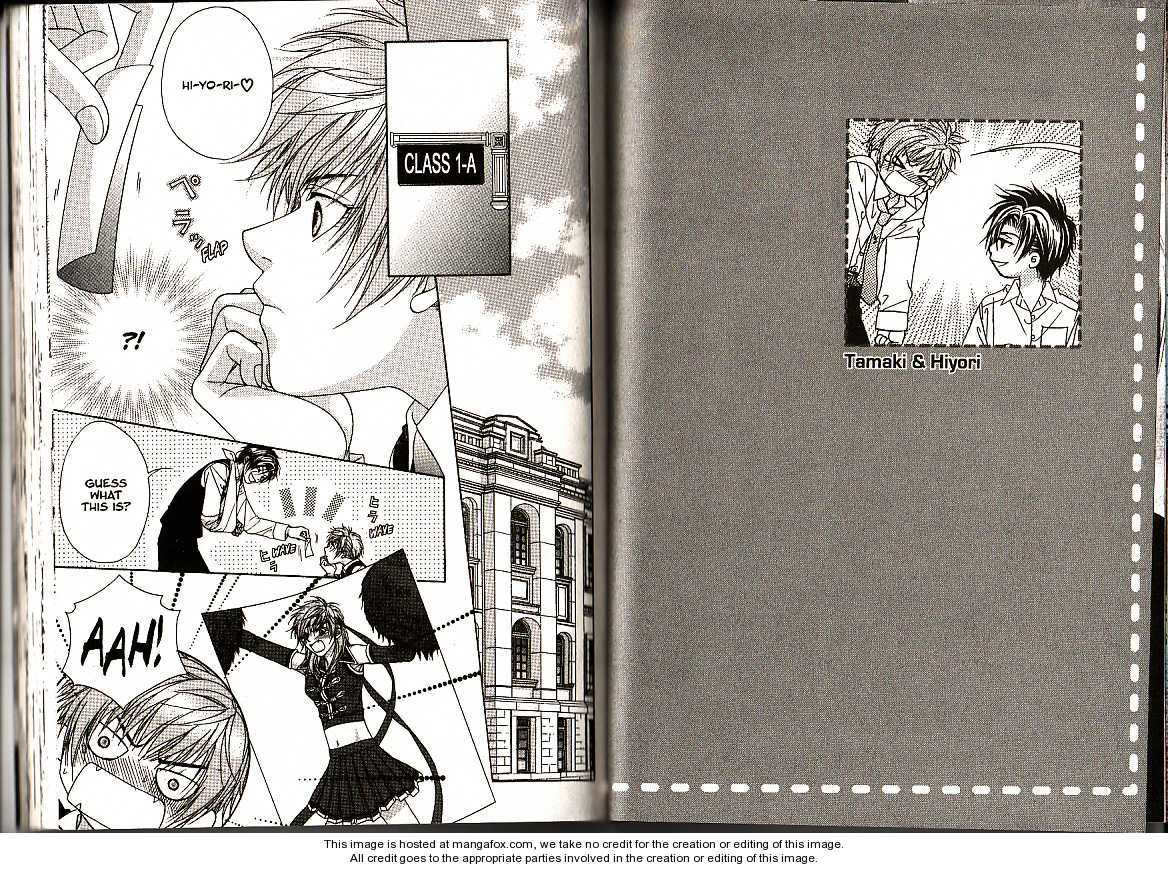 Tamaki & Hiyori
CLASS 1-A
HI-YO-RI-♡
ペラッ
FLAP
?!
GUESS
WHAT
THIS IS?
ヒラ
WAVE
ヒラ
WAVE
AAH!
This image is hosted at mangafox.com, we take no credit for the creation or editing of this image.
All credit goes to the appropriate parties involved in the creation or editing of this image.